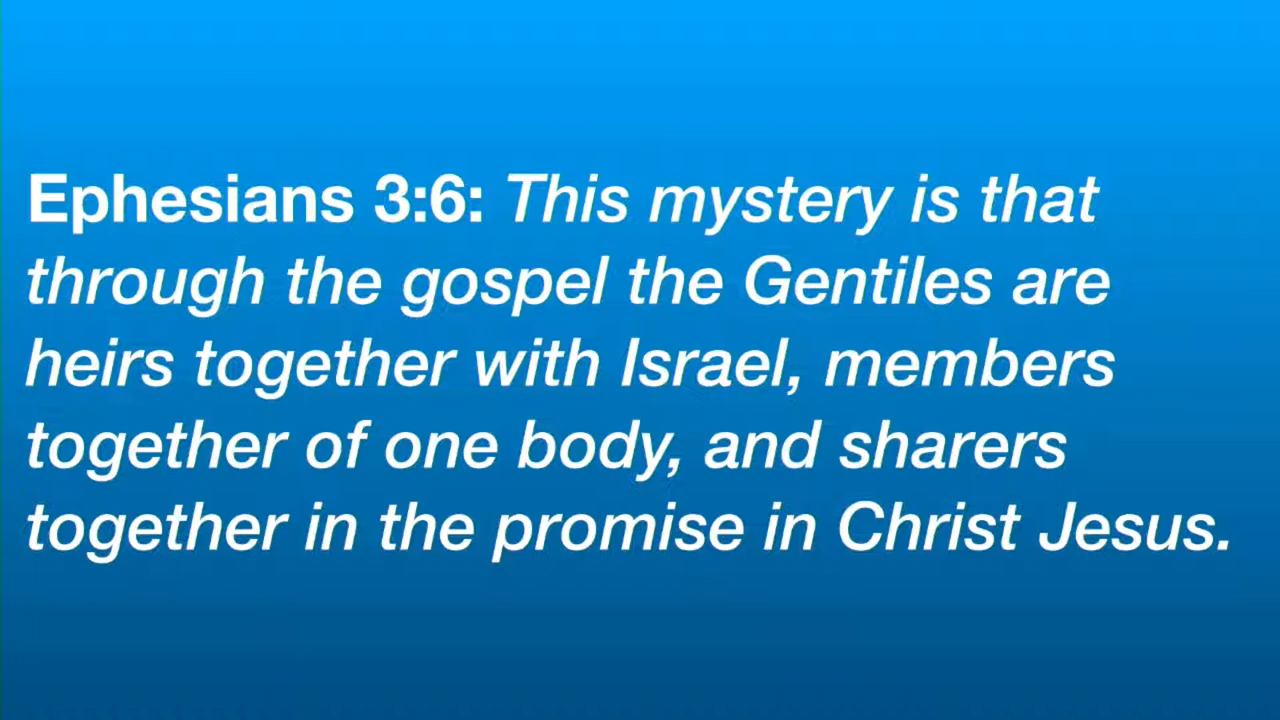 Ephesians 3:6: This mystery is that
through the gospel the Gentiles are
heirs together with Israel, members
together of one body, and sharers
together in the promise in Christ Jesus.